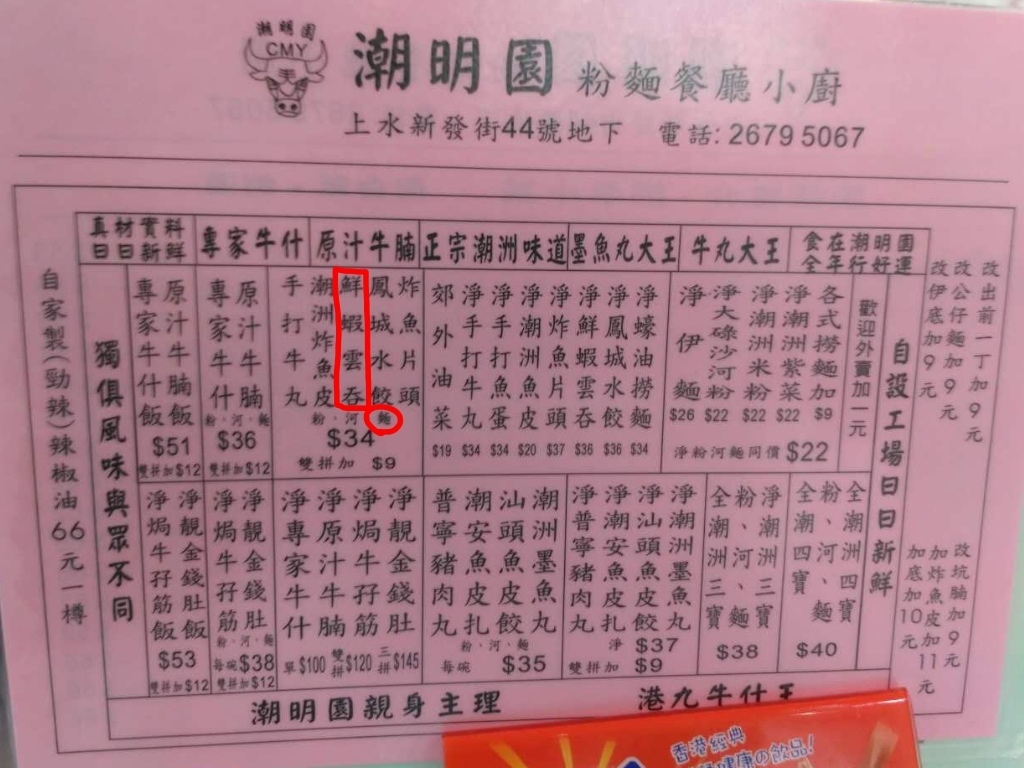 潮明園
CMY
潮明園 粉麵餐廳小廚
上水新發街44號地下 電話: 2679 5067
真材實料
日日新鮮
專家牛什
原汁牛腩
正宗潮洲味道
墨魚丸大王
牛丸大王
食在潮明園
全年行好運
自家製(勁辣)辣椒油66元一樽
獨俱風味與眾不同
專家牛什飯
原汁牛腩飯
$51
雙拼加$12
專家牛什
原汁牛腩
粉、河、麵
$36
雙拼加$12
手打牛丸
潮洲炸魚皮
鮮蝦雲吞
鳳城水餃
炸魚片頭
粉、河、麵
$34
雙拼加 $9
郊外油菜 $19
淨手打牛丸 $34
淨手打魚蛋 $34
淨潮洲魚皮 $20
淨炸魚片頭 $37
淨鮮蝦雲吞 $36
淨鳳城水餃 $36
蠔油撈麵 $34
淨伊麵 $26
淨大碌沙河粉 $22
淨潮洲米粉 $22
淨潮洲紫菜 $22
各式撈麵加 $9
淨粉河麵同價 $22
歡迎外賣加一元
自設工場日日新鮮
改伊底加9元
改公仔麵加9元
改出前一丁加9元
淨焗牛孖筋飯
淨靚金錢肚飯
$53
雙拼加$12
淨焗牛孖筋
淨靚金錢肚
粉、河、麵
每碗$38
雙拼加$12
淨專家牛什
淨原汁牛腩
淨焗牛孖筋
淨靚金錢肚
單$100 雙拼$120 三拼$145
普寧豬肉丸
潮安魚皮扎
汕頭魚皮餃
潮洲墨魚丸
粉、河、麵
每碗 $35
淨普寧豬肉丸
淨潮安魚皮扎
淨汕頭魚皮餃
淨潮洲墨魚丸
淨 $37
雙拼加 $9
全潮洲三寶
粉、河、麵
淨潮洲三寶
$38
全潮四寶
粉、河、麵
全潮洲四寶
$40
加底加10元
加炸魚皮加11元
改坑腩加9元
潮明園親身主理
港九牛什王
香港經典
健康の飲品!